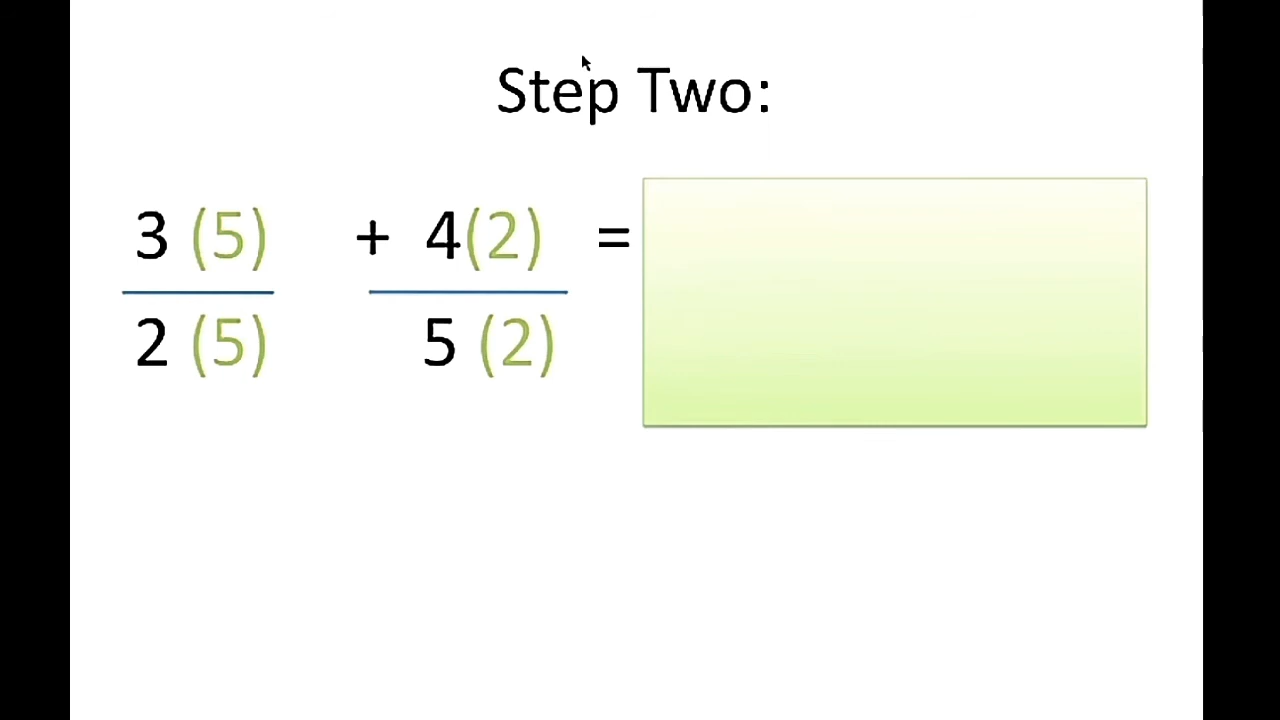 Step Two:
3 (5) + 4(2) =
2 (5) 5 (2)